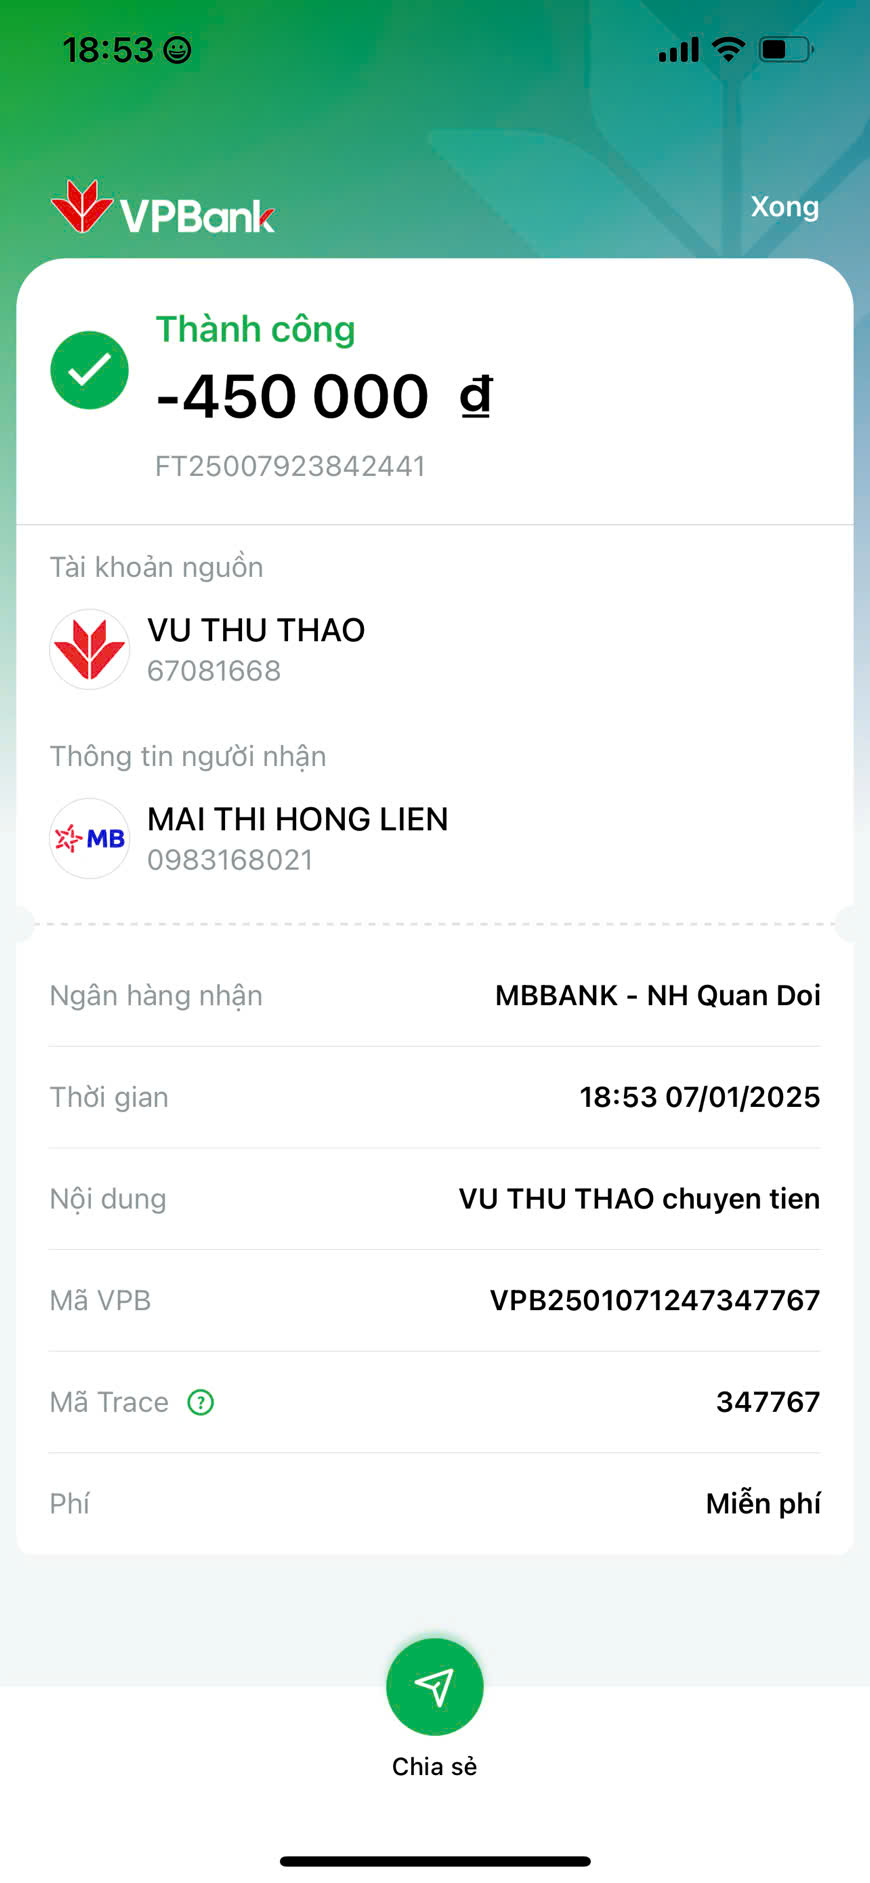 18:53
VPBank
Xong
Thành công
-450 000 đ
FT25007923842441
Tài khoản nguồn
VU THU THAO
67081668
Thông tin người nhận
MB
MAI THI HONG LIEN
0983168021
Ngân hàng nhận MBBANK - NH Quan Doi
Thời gian 18:53 07/01/2025
Nội dung VU THU THAO chuyen tien
Mã VPB VPB2501071247347767
Mã Trace ? 347767
Phí Miễn phí
Chia sẻ